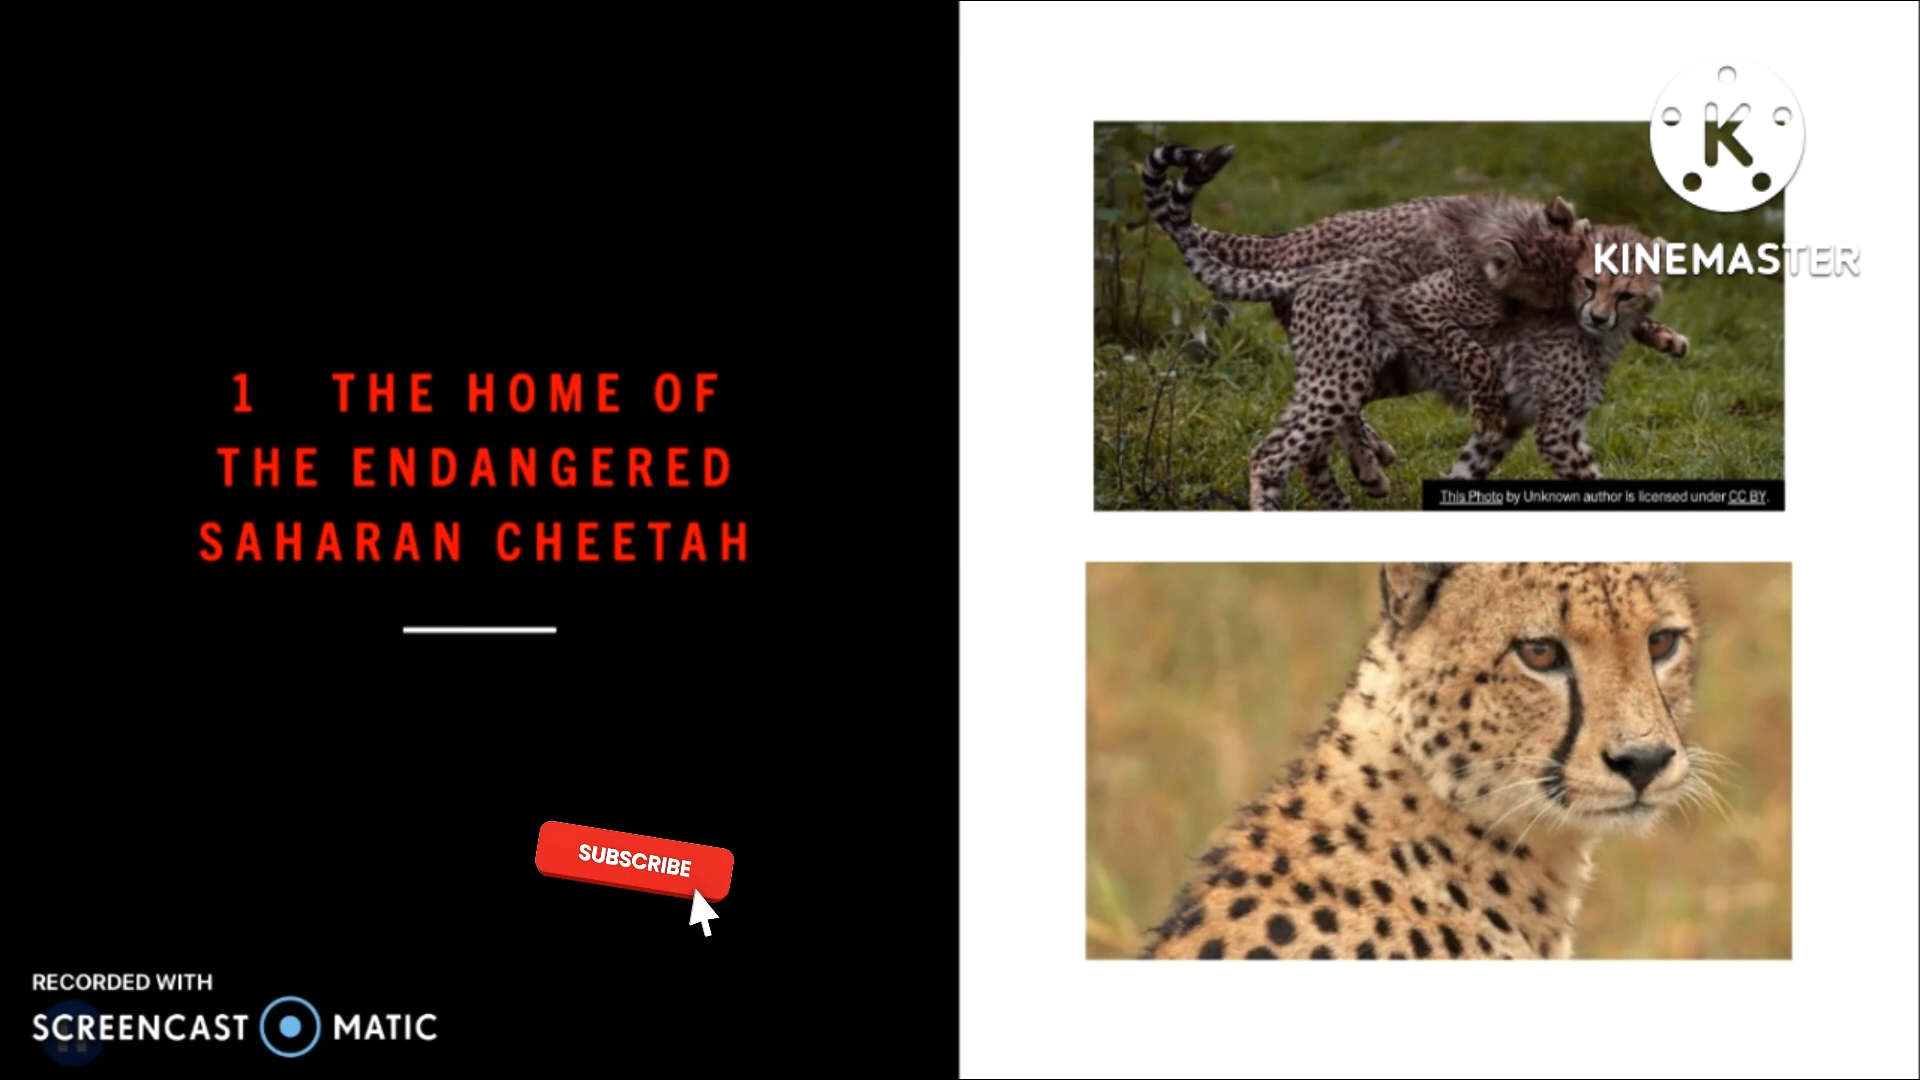 1 THE HOME OF
THE ENDANGERED
SAHARAN CHEETAH
SUBSCRIBE
RECORDED WITH
SCREENCAST MATIC
K
KINEMASTER
This Photo by Unknown author is licensed under CC BY.